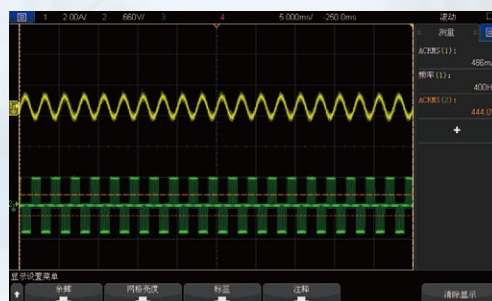 1 2.00A/ 2 660V/ 3 4 5.000ms/ -250.0ms 滚动
测量
ACRMS(1):
486m
频率(1):
400H
ACRMS(2):
444.0
+
显示设置菜单
余辉 网格亮度 标签 注释 清除显示